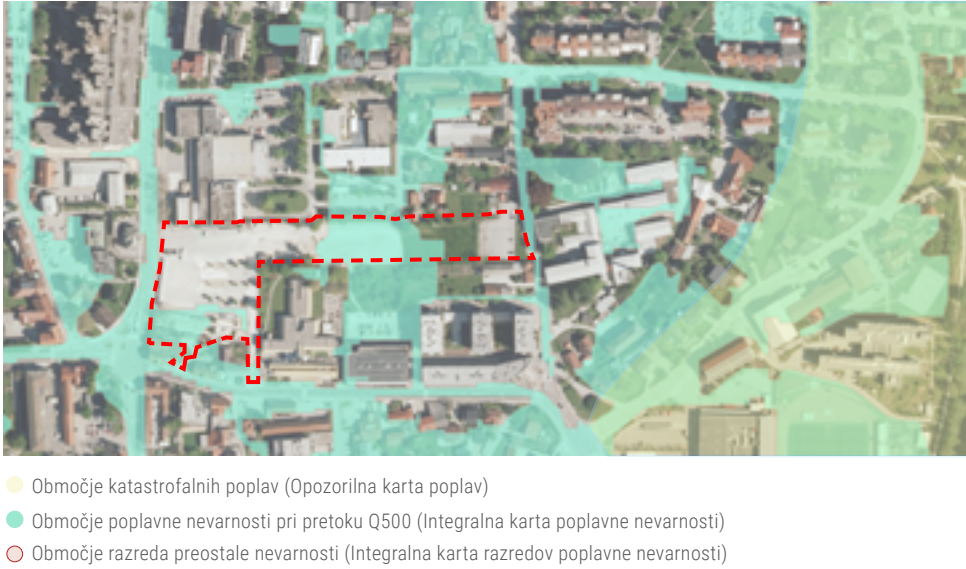 Območje katastrofalnih poplav (Opozorilna karta poplav)
Območje poplavne nevarnosti pri pretoku Q500 (Integralna karta poplavne nevarnosti)
Območje razreda preostale nevarnosti (Integralna karta razredov poplavne nevarnosti)